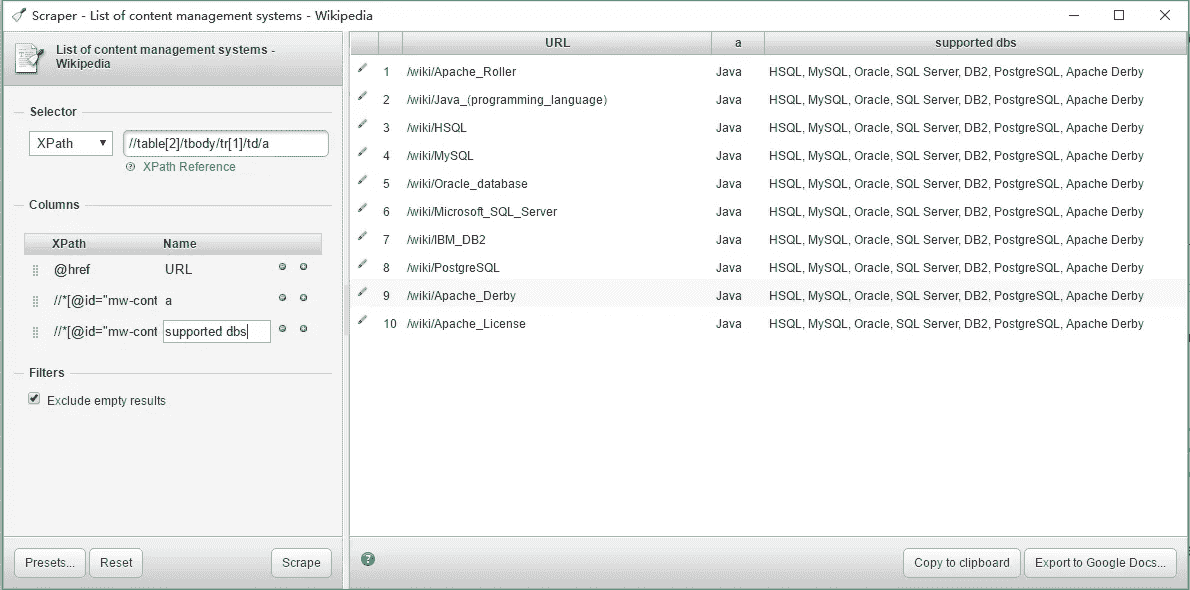 Scraper - List of content management systems - Wikipedia
List of content management systems -
Wikipedia
Selector
XPath //table[2]/tbody/tr[1]/td/a
XPath Reference
Columns
XPath Name
@href URL
//*[@id="mw-cont a
//*[@id="mw-cont supported dbs
Filters
Exclude empty results
Presets... Reset Scrape
URL a supported dbs
1 /wiki/Apache_Roller Java HSQL, MySQL, Oracle, SQL Server, DB2, PostgreSQL, Apache Derby
2 /wiki/Java_(programming_language) Java HSQL, MySQL, Oracle, SQL Server, DB2, PostgreSQL, Apache Derby
3 /wiki/HSQL Java HSQL, MySQL, Oracle, SQL Server, DB2, PostgreSQL, Apache Derby
4 /wiki/MySQL Java HSQL, MySQL, Oracle, SQL Server, DB2, PostgreSQL, Apache Derby
5 /wiki/Oracle_database Java HSQL, MySQL, Oracle, SQL Server, DB2, PostgreSQL, Apache Derby
6 /wiki/Microsoft_SQL_Server Java HSQL, MySQL, Oracle, SQL Server, DB2, PostgreSQL, Apache Derby
7 /wiki/IBM_DB2 Java HSQL, MySQL, Oracle, SQL Server, DB2, PostgreSQL, Apache Derby
8 /wiki/PostgreSQL Java HSQL, MySQL, Oracle, SQL Server, DB2, PostgreSQL, Apache Derby
9 /wiki/Apache_Derby Java HSQL, MySQL, Oracle, SQL Server, DB2, PostgreSQL, Apache Derby
10 /wiki/Apache_License Java HSQL, MySQL, Oracle, SQL Server, DB2, PostgreSQL, Apache Derby
? Copy to clipboard Export to Google Docs...